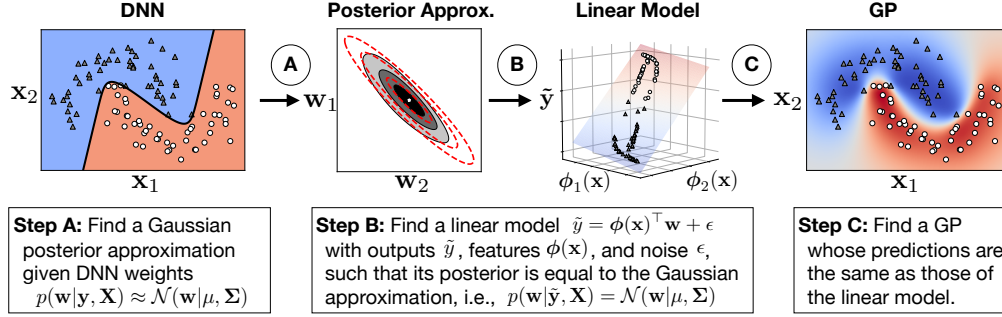 DNN
Posterior Approx.
Linear Model
GP
A
B
C
x₂
x₁
w₁
w₂
ỹ
ϕ₁(x)
ϕ₂(x)
x₂
x₁
Step A: Find a Gaussian
posterior approximation
given DNN weights
p(w|y, X) ≈ 𝒩(w|μ, Σ)
Step B: Find a linear model ỹ = ϕ(x)⊤w + ϵ
with outputs ỹ, features ϕ(x), and noise ϵ,
such that its posterior is equal to the Gaussian
approximation, i.e., p(w|ỹ, X) = 𝒩(w|μ, Σ)
Step C: Find a GP
whose predictions are
the same as those of
the linear model.